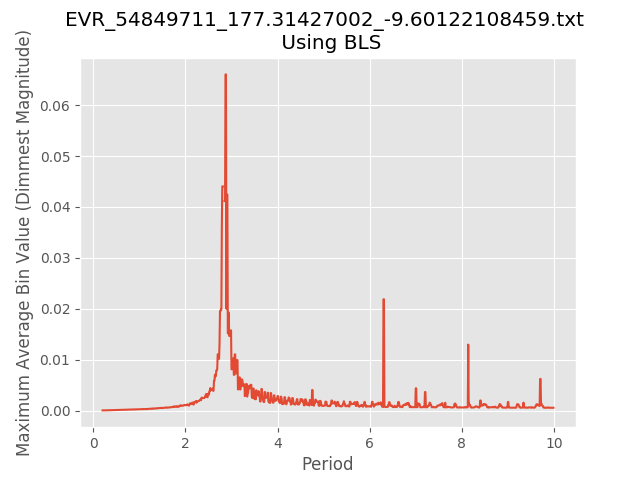 EVR_54849711_177.31427002_-9.60122108459.txt
Using BLS
Maximum Average Bin Value (Dimmest Magnitude)
0.06
0.05
0.04
0.03
0.02
0.01
0.00
0 2 4 6 8 10
Period